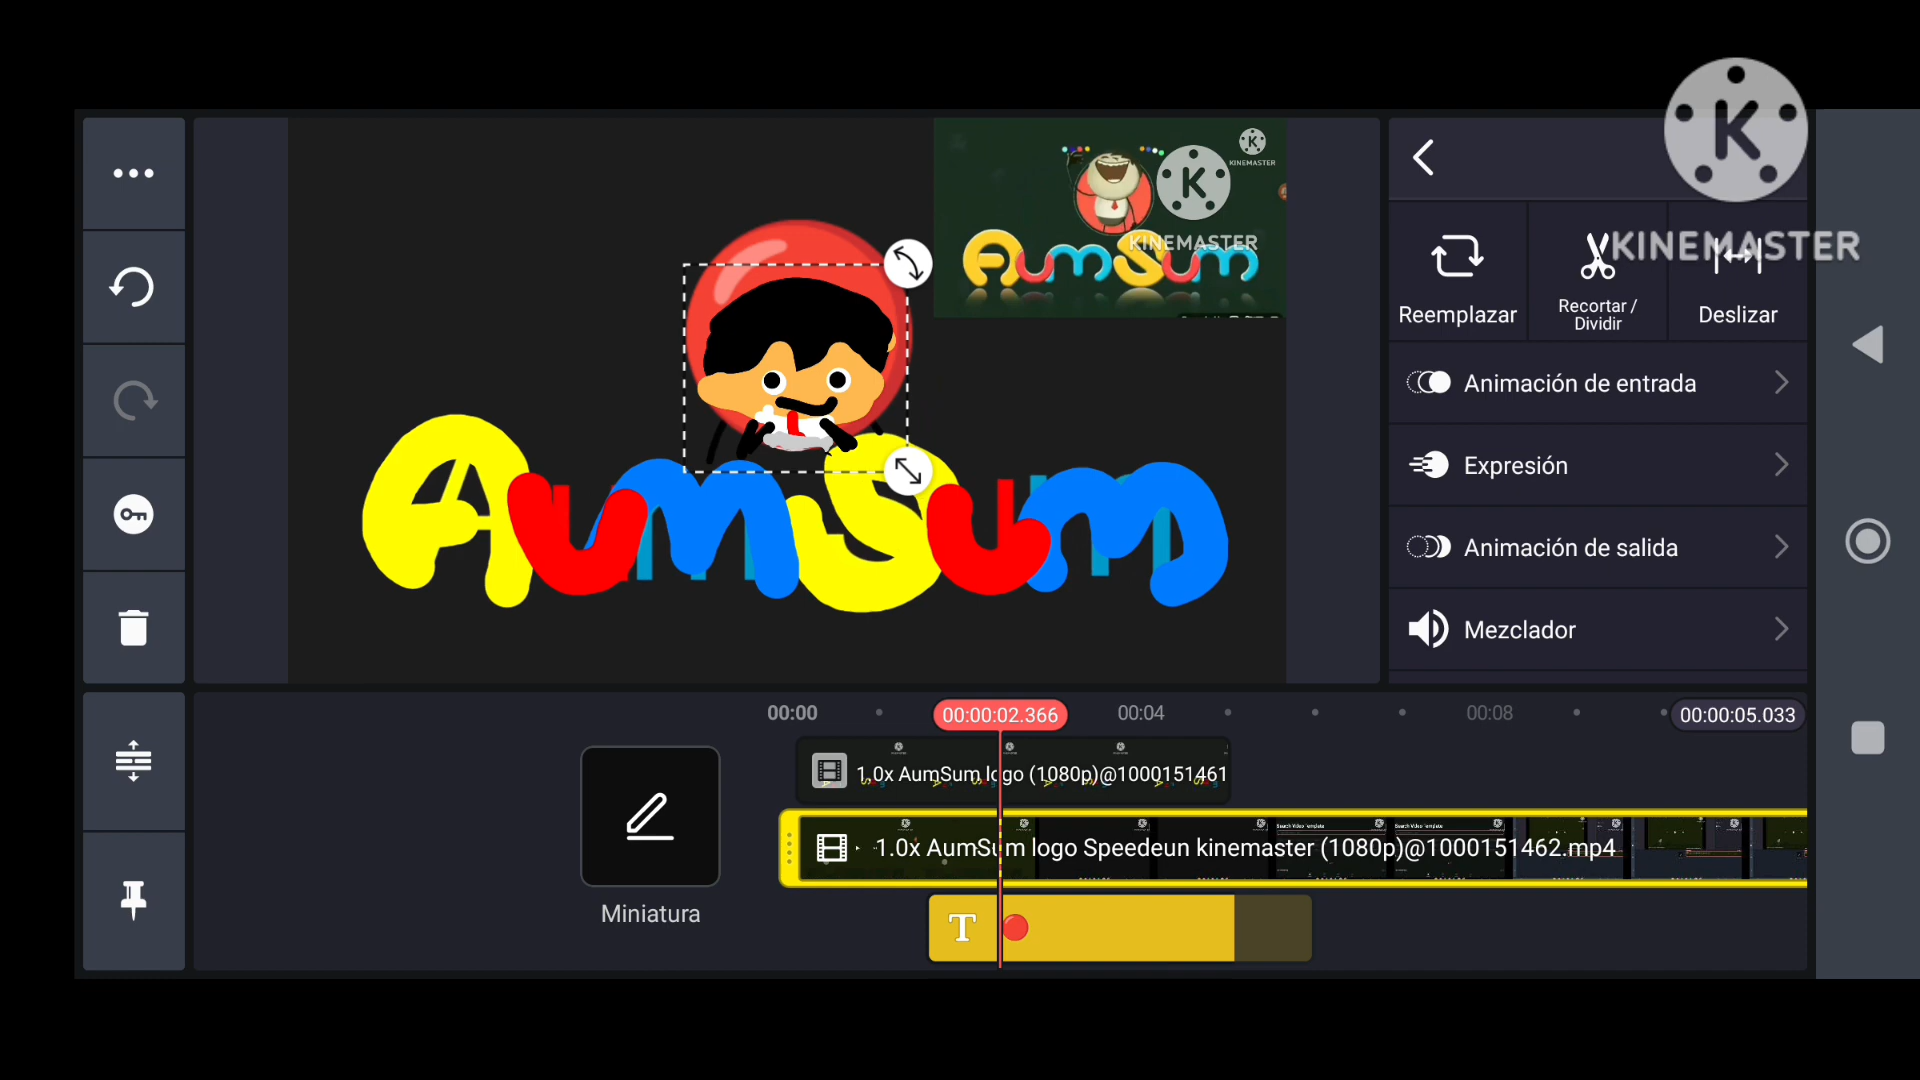 KINEMASTER
KINEMASTER
KINEMASTER
AumSum
AumSum
Reemplazar
Recortar /
Dividir
Deslizar
Animación de entrada
Expresión
Animación de salida
Mezclador
00:00
00:00:02.366
00:04
00:08
00:00:05.033
1.0x AumSum logo (1080p)@1000151461
1.0x AumSum logo Speedeun kinemaster (1080p)@1000151462.mp4
Miniatura
T